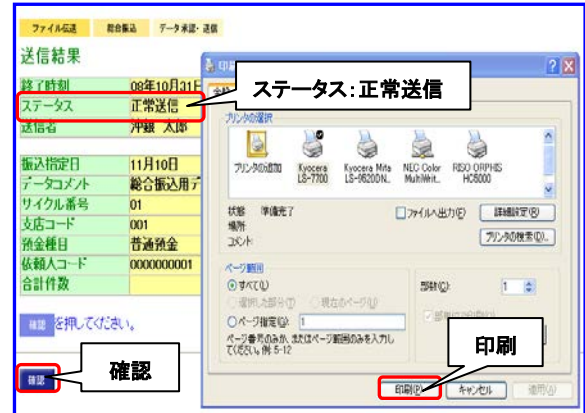 ファイル伝送 総合振込 データ承認・送信
送信結果
終了時刻 08年10月31日
ステータス 正常送信
送信者 沖銀 太郎
振込指定日 11月10日
データコメント 総合振込用デ
サイクル番号 01
支店コード 001
預金種目 普通預金
依頼人コード 0000000001
合計件数
確認 を押してください。
確認
確認
ステータス：正常送信
プリンタの選択
プリンタの追加
Kyocera LS-7700
Kyocera Mita LS-9520DN..
NEC Color MultiWrit..
RISO ORPHIS HC5000
状態 準備完了
場所
コメント
ファイルへ出力(F)
詳細設定(R)
プリンタの検索(D)...
ページ範囲
すべて(L)
選択した部分(T) 現在のページ(U)
ページ指定(G): 1
ページ番号のみか、またはページ範囲のみを入力し
てください。例: 5-12
部数(C): 1
印刷
印刷(P) キャンセル 適用(A)